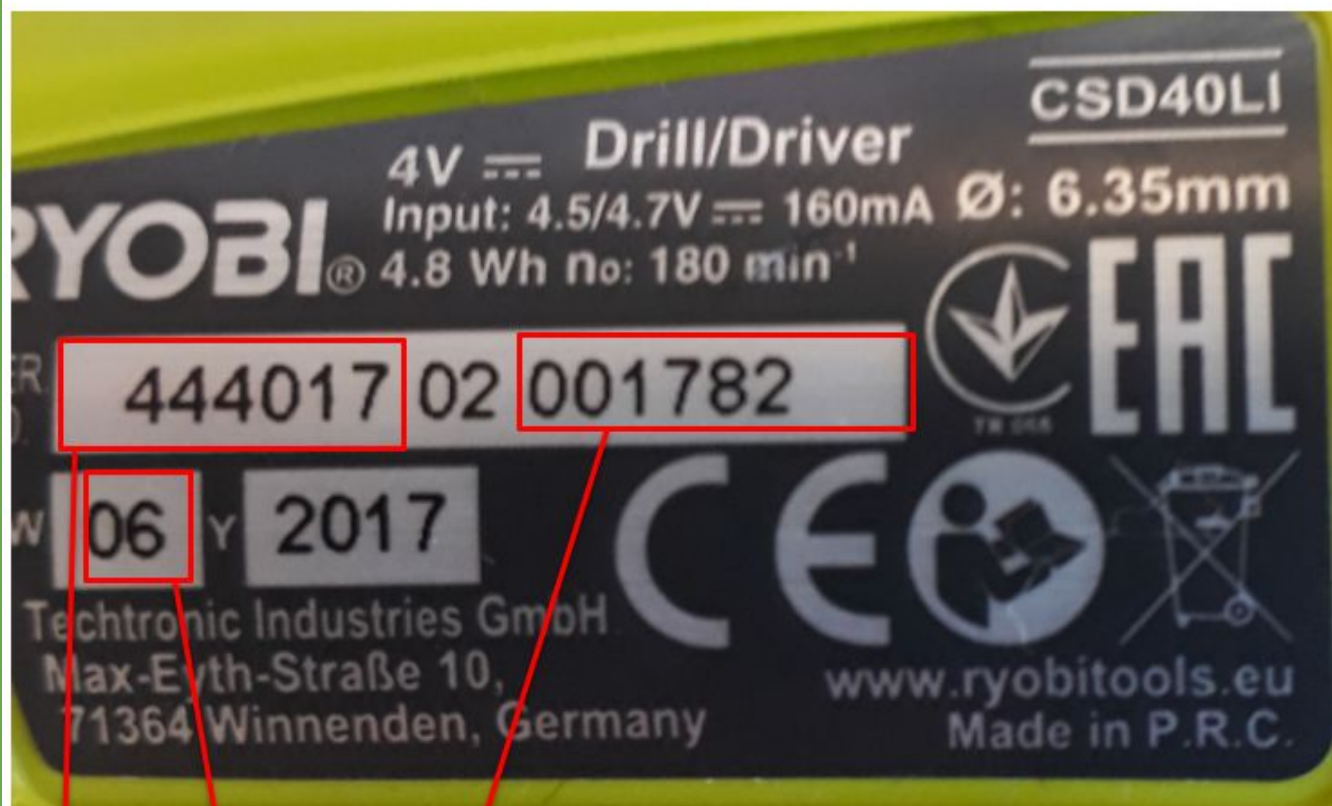 CSD40LI
4V ⎓ Drill/Driver
Input: 4.5/4.7V ⎓ 160mA Ø: 6.35mm
RYOBI® 4.8 Wh no: 180 min⁻¹
ER 444017 02 001782
EAC
W 06 Y 2017
CE
Techtronic Industries GmbH
Max-Eyth-Straße 10,
71364 Winnenden, Germany
www.ryobitools.eu
Made in P.R.C.